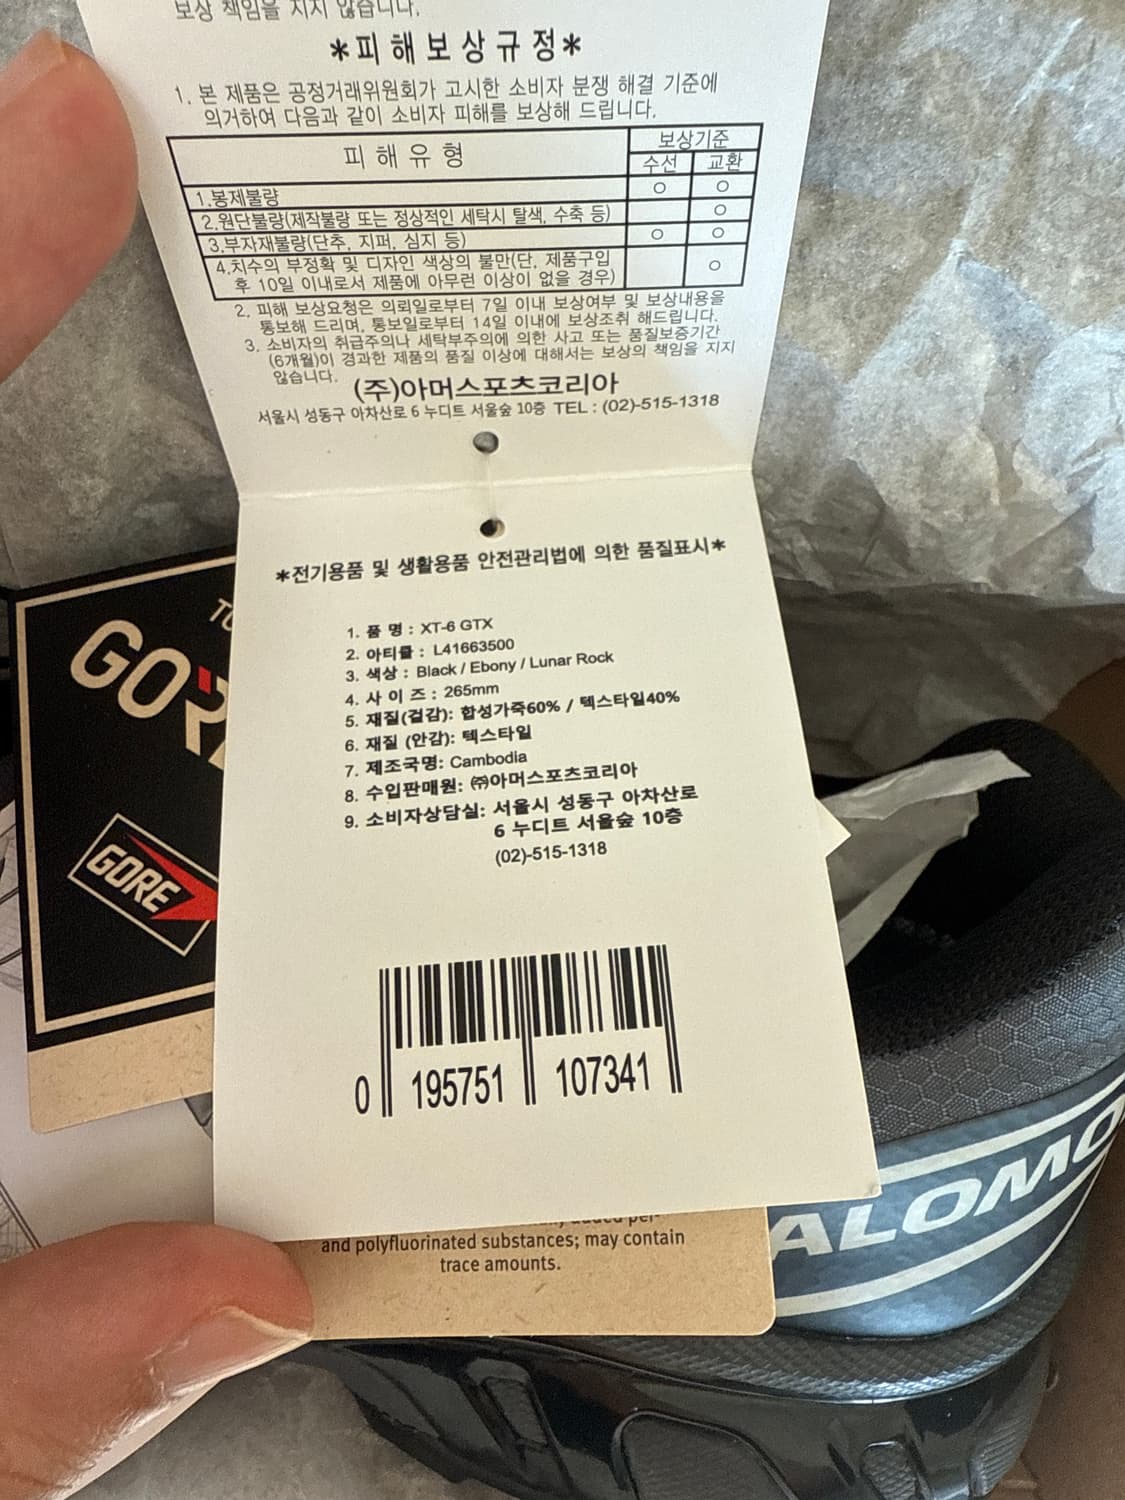 보상 책임을 지지 않습니다.
*피해보상규정*
1. 본 제품은 공정거래위원회가 고시한 소비자 분쟁 해결 기준에
의거하여 다음과 같이 소비자 피해를 보상해 드립니다.
피해유형 보상기준
수선 교환
1.봉제불량 ○ ○
2.원단불량(제작불량 또는 정상적인 세탁시 탈색, 수축 등) ○
3.부자재불량(단추, 지퍼, 심지 등) ○ ○
4.치수의 부정확 및 디자인 색상의 불만(단, 제품구입
후 10일 이내로서 제품에 아무런 이상이 없을 경우) ○
2. 피해 보상요청은 의뢰일로부터 7일 이내 보상여부 및 보상내용을
통보해 드리며, 통보일로부터 14일 이내에 보상조취 해드립니다.
3. 소비자의 취급주의나 세탁부주의에 의한 사고 또는 품질보증기간
(6개월)이 경과한 제품의 품질 이상에 대해서는 보상의 책임을 지지
않습니다.
(주)아머스포츠코리아
서울시 성동구 아차산로 6 누디트 서울숲 10층 TEL : (02)-515-1318
*전기용품 및 생활용품 안전관리법에 의한 품질표시*
1. 품 명 : XT-6 GTX
2. 아티클 : L41663500
3. 색상 : Black / Ebony / Lunar Rock
4. 사 이 즈 : 265mm
5. 재질(겉감): 합성가죽60% / 텍스타일40%
6. 재질 (안감): 텍스타일
7. 제조국명: Cambodia
8. 수입판매원: ㈜아머스포츠코리아
9. 소비자상담실: 서울시 성동구 아차산로
6 누디트 서울숲 10층
(02)-515-1318
0 195751 107341
GORE
and polyfluorinated substances; may contain
trace amounts.
ALOMO